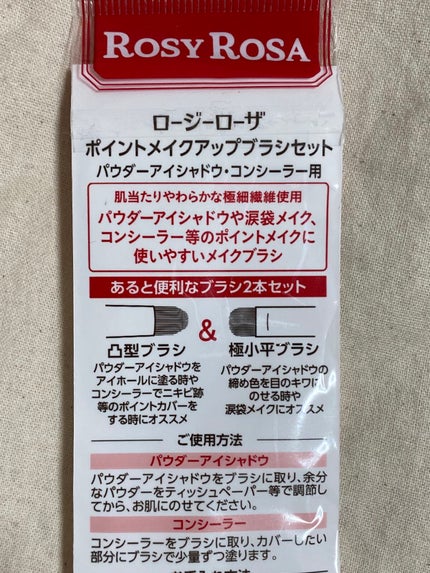 ROSY ROSA
ロージーローザ
ポイントメイクアップブラシセット
パウダーアイシャドウ・コンシーラー用
肌当たりやわらかな極細繊維使用
パウダーアイシャドウや涙袋メイク、
コンシーラー等のポイントメイクに
使いやすいメイクブラシ
あると便利なブラシ2本セット
&
凸型ブラシ
パウダーアイシャドウを
アイホールに塗る時や
コンシーラーでニキビ跡
等のポイントカバーを
する時にオススメ
極小平ブラシ
パウダーアイシャドウの
締め色を目のキワに
のせる時や
涙袋メイクにオススメ
ご使用方法
パウダーアイシャドウ
パウダーアイシャドウをブラシに取り、余分
なパウダーをティッシュペーパー等で調節し
てから、お肌にのせてください。
コンシーラー
コンシーラーをブラシに取り、カバーしたい
部分にブラシで少量ずつ塗ります。